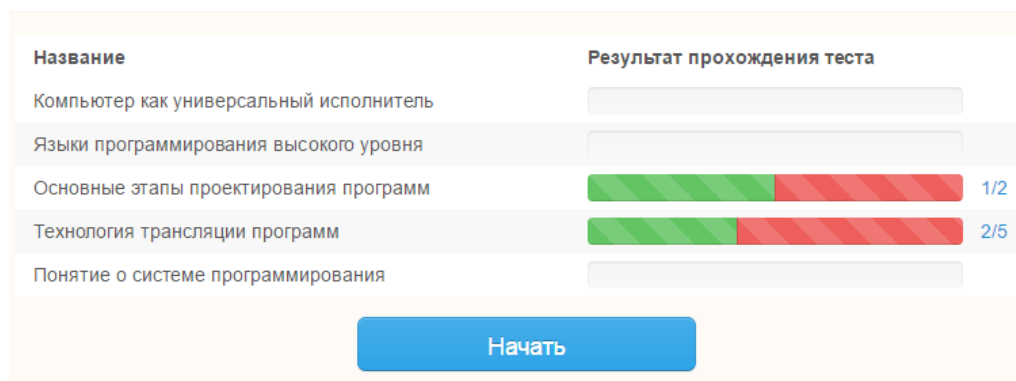 Название Результат прохождения теста
Компьютер как универсальный исполнитель
Языки программирования высокого уровня
Основные этапы проектирования программ 1/2
Технология трансляции программ 2/5
Понятие о системе программирования
Начать